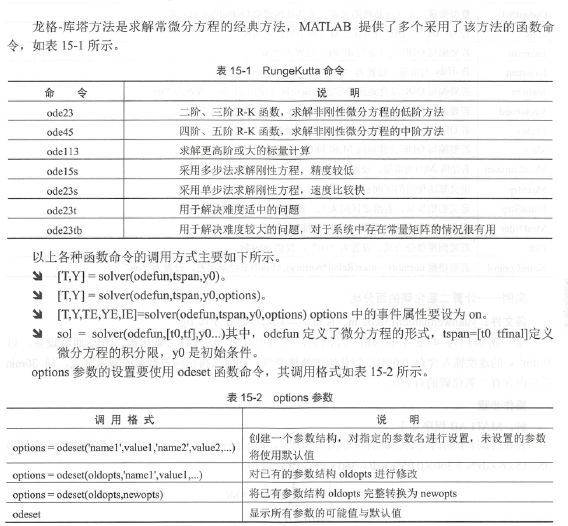 龙格-库塔方法是求解常微分方程的经典方法，MATLAB 提供了多个采用了该方法的函数命
令，如表 15-1 所示。
表 15-1 RungeKutta 命令
命 令 说 明
ode23 二阶、三阶 R-K 函数，求解非刚性微分方程的低阶方法
ode45 四阶、五阶 R-K 函数，求解非刚性微分方程的中阶方法
ode113 求解更高阶或大的标量计算
ode15s 采用多步法求解刚性方程，精度较低
ode23s 采用单步法求解刚性方程，速度比较快
ode23t 用于解决难度适中的问题
ode23tb 用于解决难度较大的问题，对于系统中存在常量矩阵的情况很有用
以上各种函数命令的调用方式主要如下所示。
[T,Y] = solver(odefun,tspan,y0)。
[T,Y] = solver(odefun,tspan,y0,options)。
[T,Y,TE,YE,IE]=solver(odefun,tspan,y0,options) options 中的事件属性要设为 on。
sol = solver(odefun,[t0,tf],y0...)其中，odefun 定义了微分方程的形式，tspan=[t0 tfinal]定义
微分方程的积分限，y0 是初始条件。
options 参数的设置要使用 odeset 函数命令，其调用格式如表 15-2 所示。
表 15-2 options 参数
调 用 格 式 说 明
options = odeset('name1',value1,'name2',value2,...) 创建一个参数结构，对指定的参数名进行设置，未设置的参数
将使用默认值
options = odeset(oldopts,'name1',value1,...) 对已有的参数结构 oldopts 进行修改
options = odeset(oldopts,newopts) 将已有参数结构 oldopts 完整转换为 newopts
odeset 显示所有参数的可能值与默认值